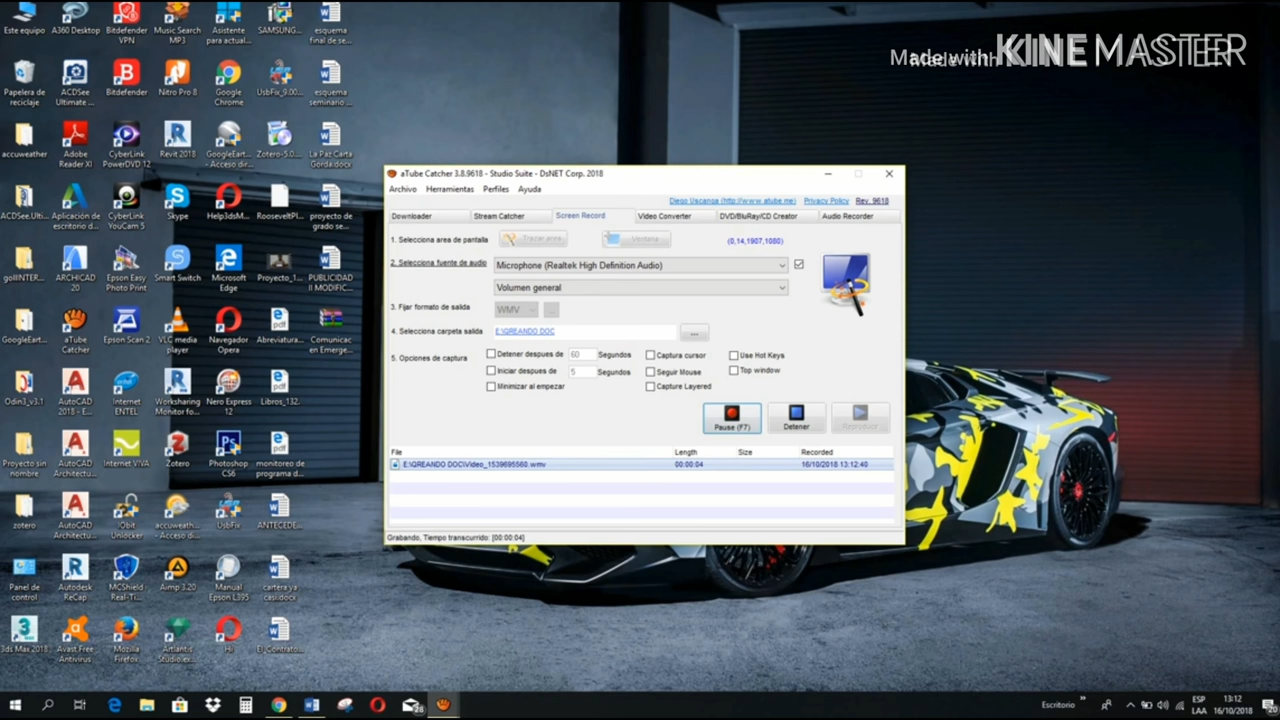 Este equipo
A360 Desktop
Bitdefender
VPN
Music Search
MP3
Asistente
para actual...
SAMSUNG...
esquema
final de se...
Made with KINEMASTER
Papelera de
reciclaje
ACDSee
Ultimate ...
Bitdefender
Nitro Pro 8
Google
Chrome
UsbFix_9.00...
esquema
seminario ...
accuweather
Adobe
Reader XI
CyberLink
PowerDVD 12
Revit 2018
GoogleEart...
- Acceso dir...
Zotero-5.0....
La Paz Carta
Gorda.docx
ACDSee.Ulti...
Aplicación de
escritorio d...
CyberLink
YouCam 5
Skype
Help3dsM...
RooseveltPl...
proyecto de
grado se...
ARCHICAD
20
Epson Easy
Photo Print
Smart Switch
Microsoft
Edge
Proyecto_1...
PUBLICIDAD
II MODIFIC...
GoogleEart...
aTube
Catcher
Epson Scan 2
VLC media
player
Navegador
Opera
Abreviatura...
Comunicac
en Emerge...
Odin3_v3.1
AutoCAD
2018 - E...
Internet
ENTEL
Worksharing
Monitor fo...
Nero Express
12
Libros_132.
Proyecto sin
nombre
AutoCAD
Architectu...
Internet VIVA
Zotero
Photoshop
CS6
monitoreo de
programa d...
zotero
AutoCAD
Architectu...
IObit
Unlocker
accuweath...
- Acceso di...
UsbFix
ANTECEDE...
Panel de
control
Autodesk
ReCap
MCShield
Real-Ti...
Aimp 3.20
Manual
Epson L395
cartera ya
casi.docx
3ds Max 2018
Avast Free
Antivirus
Mozilla
Firefox
Artlantis
Studio.ex...
Hi
El_Contrato...
aTube Catcher 3.8.9618 - Studio Suite - DsNET Corp. 2018
Archivo Herramientas Perfiles Ayuda
Diego Uscanga (http://www.atube.me) Privacy Policy Rev. 9618
Downloader Stream Catcher Screen Record Video Converter DVD/BluRay/CD Creator Audio Recorder
1. Selecciona area de pantalla Trazar area Ventana (0,14,1907,1080)
2. Selecciona fuente de audio Microphone (Realtek High Definition Audio)
Volumen general
3. Fijar formato de salida WMV ...
4. Selecciona carpeta salida E:\QREANDO DOC ...
5. Opciones de captura Detener despues de 60 Segundos Captura cursor Use Hot Keys
Iniciar despues de 5 Segundos Seguir Mouse Top window
Minimizar al empezar Capture Layered
Pause (F7) Detener Reproducir
File Length Size Recorded
E:\QREANDO DOC\Video_1539695560.wmv 00:00:04 16/10/2018 13:12:40
Grabando, Tiempo transcurrido: [00:00:04]
Escritorio » ESP 13:12
LAA 16/10/2018